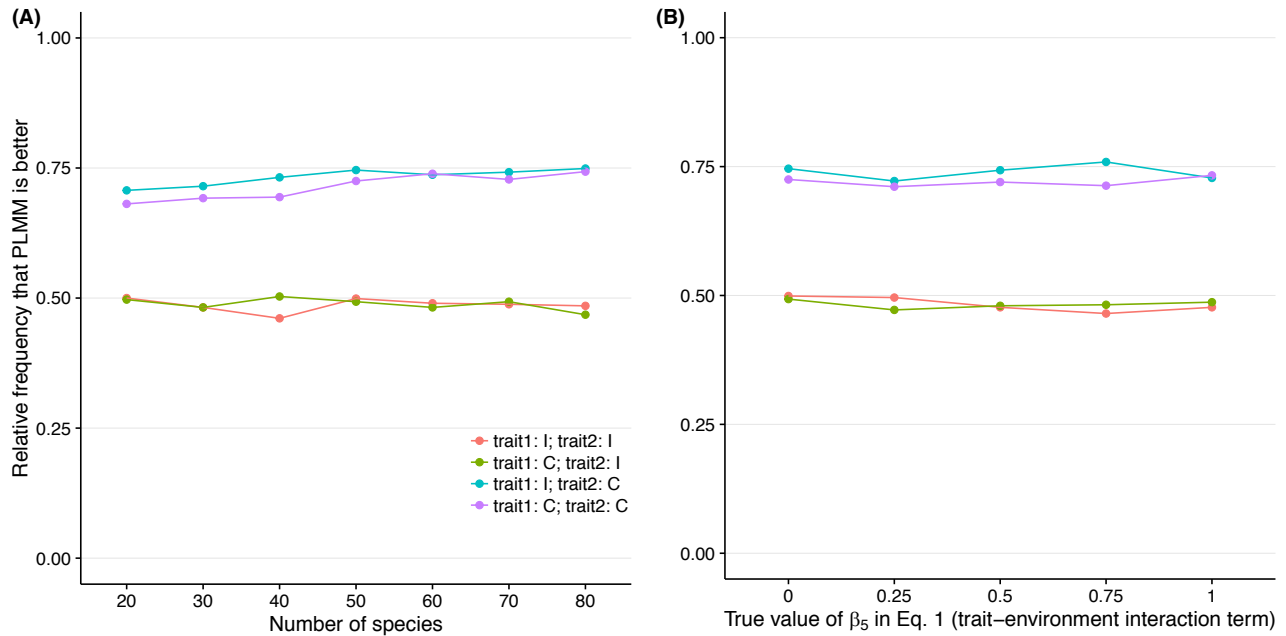 (A)
Relative frequency that PLMM is better
1.00
0.75
0.50
0.25
0.00
20 30 40 50 60 70 80
Number of species
trait1: I; trait2: I
trait1: C; trait2: I
trait1: I; trait2: C
trait1: C; trait2: C
(B)
1.00
0.75
0.50
0.25
0.00
0 0.25 0.5 0.75 1
True value of β5 in Eq. 1 (trait−environment interaction term)